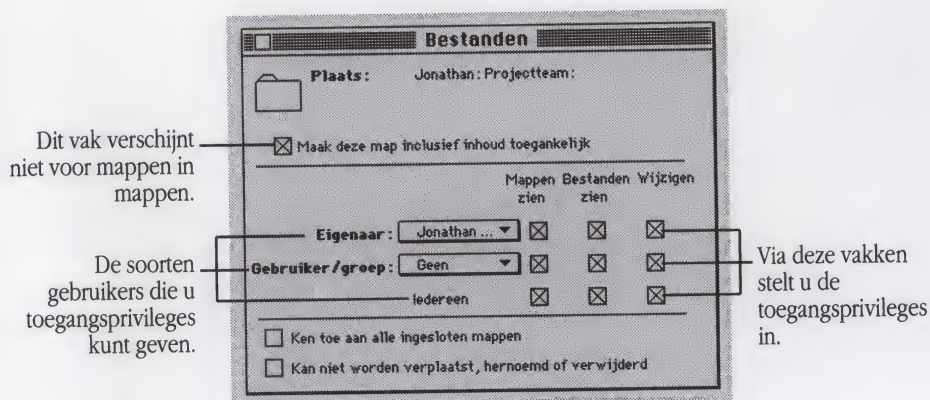 Bestanden
Plaats: Jonathan: Projectteam:
Maak deze map inclusief inhoud toegankelijk
Dit vak verschijnt
niet voor mappen in
mappen.
Mappen Bestanden Wijzigen
zien zien
Eigenaar: Jonathan ...
Gebruiker/groep: Geen
Iedereen
De soorten
gebruikers die u
toegangsprivileges
kunt geven.
Via deze vakken
stelt u de
toegangsprivileges
in.
Ken toe aan alle ingesloten mappen
Kan niet worden verplaatst, hernoemd of verwijderd